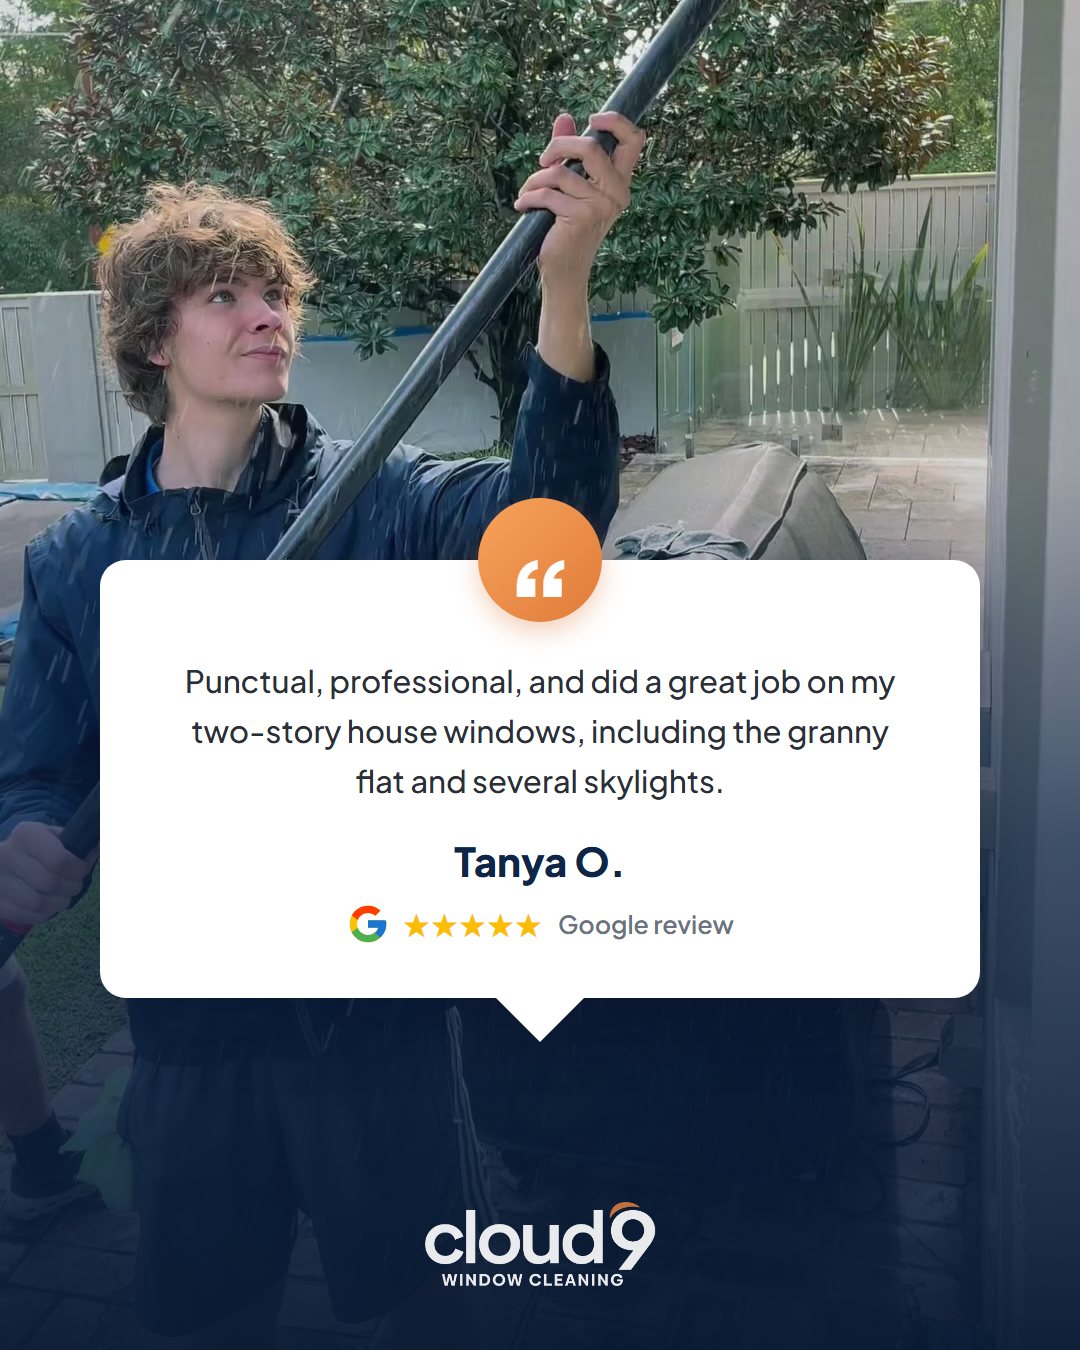 “
Punctual, professional, and did a great job on my
two-story house windows, including the granny
flat and several skylights.
Tanya O.
G ★★★★★ Google review
cloud9
WINDOW CLEANING